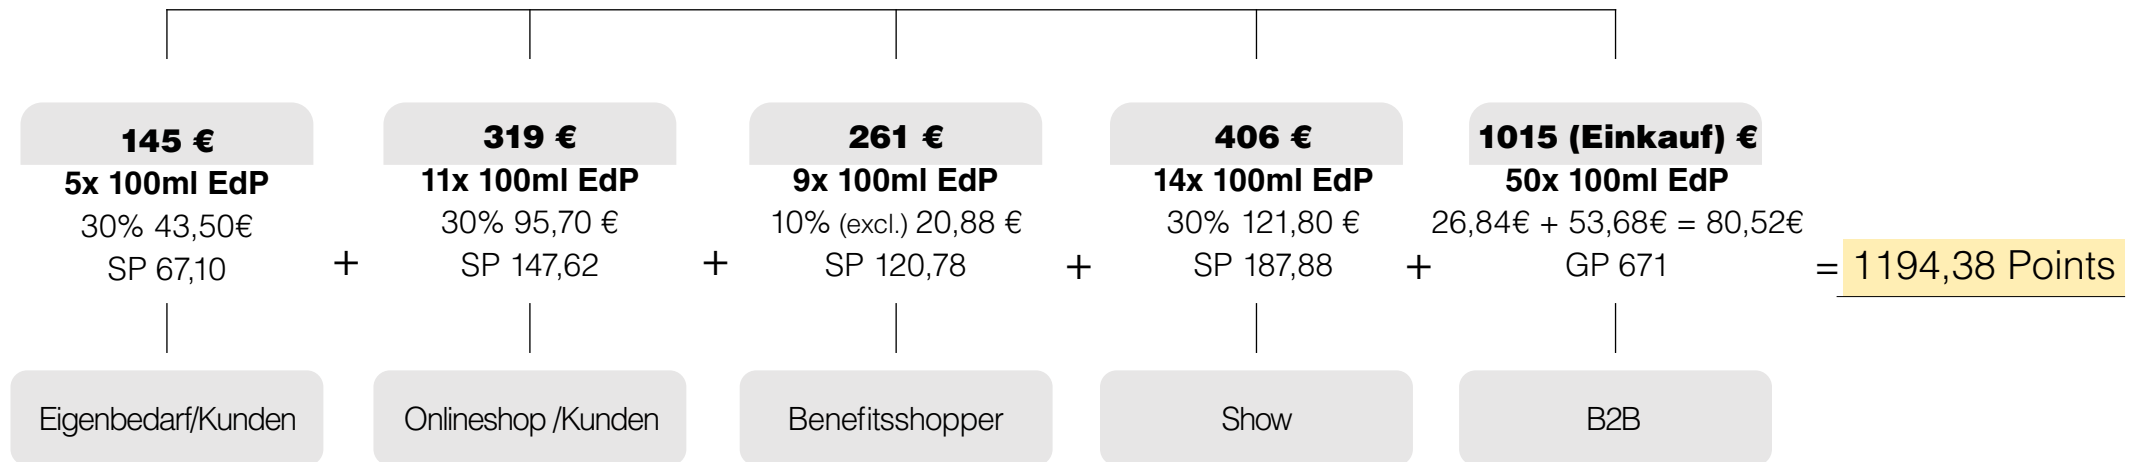 145 €
5x 100ml EdP
30% 43,50€
SP 67,10
+
319 €
11x 100ml EdP
30% 95,70 €
SP 147,62
+
261 €
9x 100ml EdP
10% (excl.) 20,88 €
SP 120,78
+
406 €
14x 100ml EdP
30% 121,80 €
SP 187,88
+
1015 (Einkauf) €
50x 100ml EdP
26,84€ + 53,68€ = 80,52€
GP 671
= 1194,38 Points
Eigenbedarf/Kunden
Onlineshop /Kunden
Benefitsshopper
Show
B2B